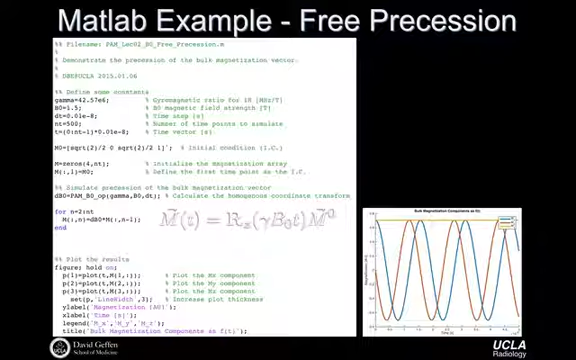 Matlab Example - Free Precession
%% Filename: PAM_Lec02_B0_Free_Precession.m
%
% Demonstrate the precession of the bulk magnetization vector.
%
% DBE@UCLA 2015.01.06
%% Define some constants
gamma=42.57e6; % Gyromagnetic ratio for 1H [MHz/T]
B0=1.5; % B0 magnetic field strength [T]
dt=0.01e-8; % Time step [s]
nt=500; % Number of time points to simulate
t=(0:nt-1)*0.01e-8; % Time vector [s]
M0=[sqrt(2)/2 0 sqrt(2)/2 1]'; % Initial condition (I.C.)
M=zeros(4,nt); % Initialize the magnetization array
M(:,1)=M0; % Define the first time point as the I.C.
%% Simulate precession of the bulk magnetization vector
dB0=PAM_B0_op(gamma,B0,dt); % Calculate the homogenous coordinate transform
for n=2:nt
M(:,n)=dB0*M(:,n-1);
end
M⃗(t) = R_z(γB₀t) M⃗⁰
%% Plot the results
figure; hold on;
p(1)=plot(t,M(1,:)); % Plot the Mx component
p(2)=plot(t,M(2,:)); % Plot the My component
p(3)=plot(t,M(3,:)); % Plot the Mz component
set(p,'LineWidth',3); % Increase plot thickness
ylabel('Magnetization [AU]')
xlabel('Time [s]')
legend('M_x','M_y','M_z')
title('Bulk Magnetization Components as f(t)');
Bulk Magnetization Components as f(t)
David Geffen
School of Medicine
UCLA
Radiology